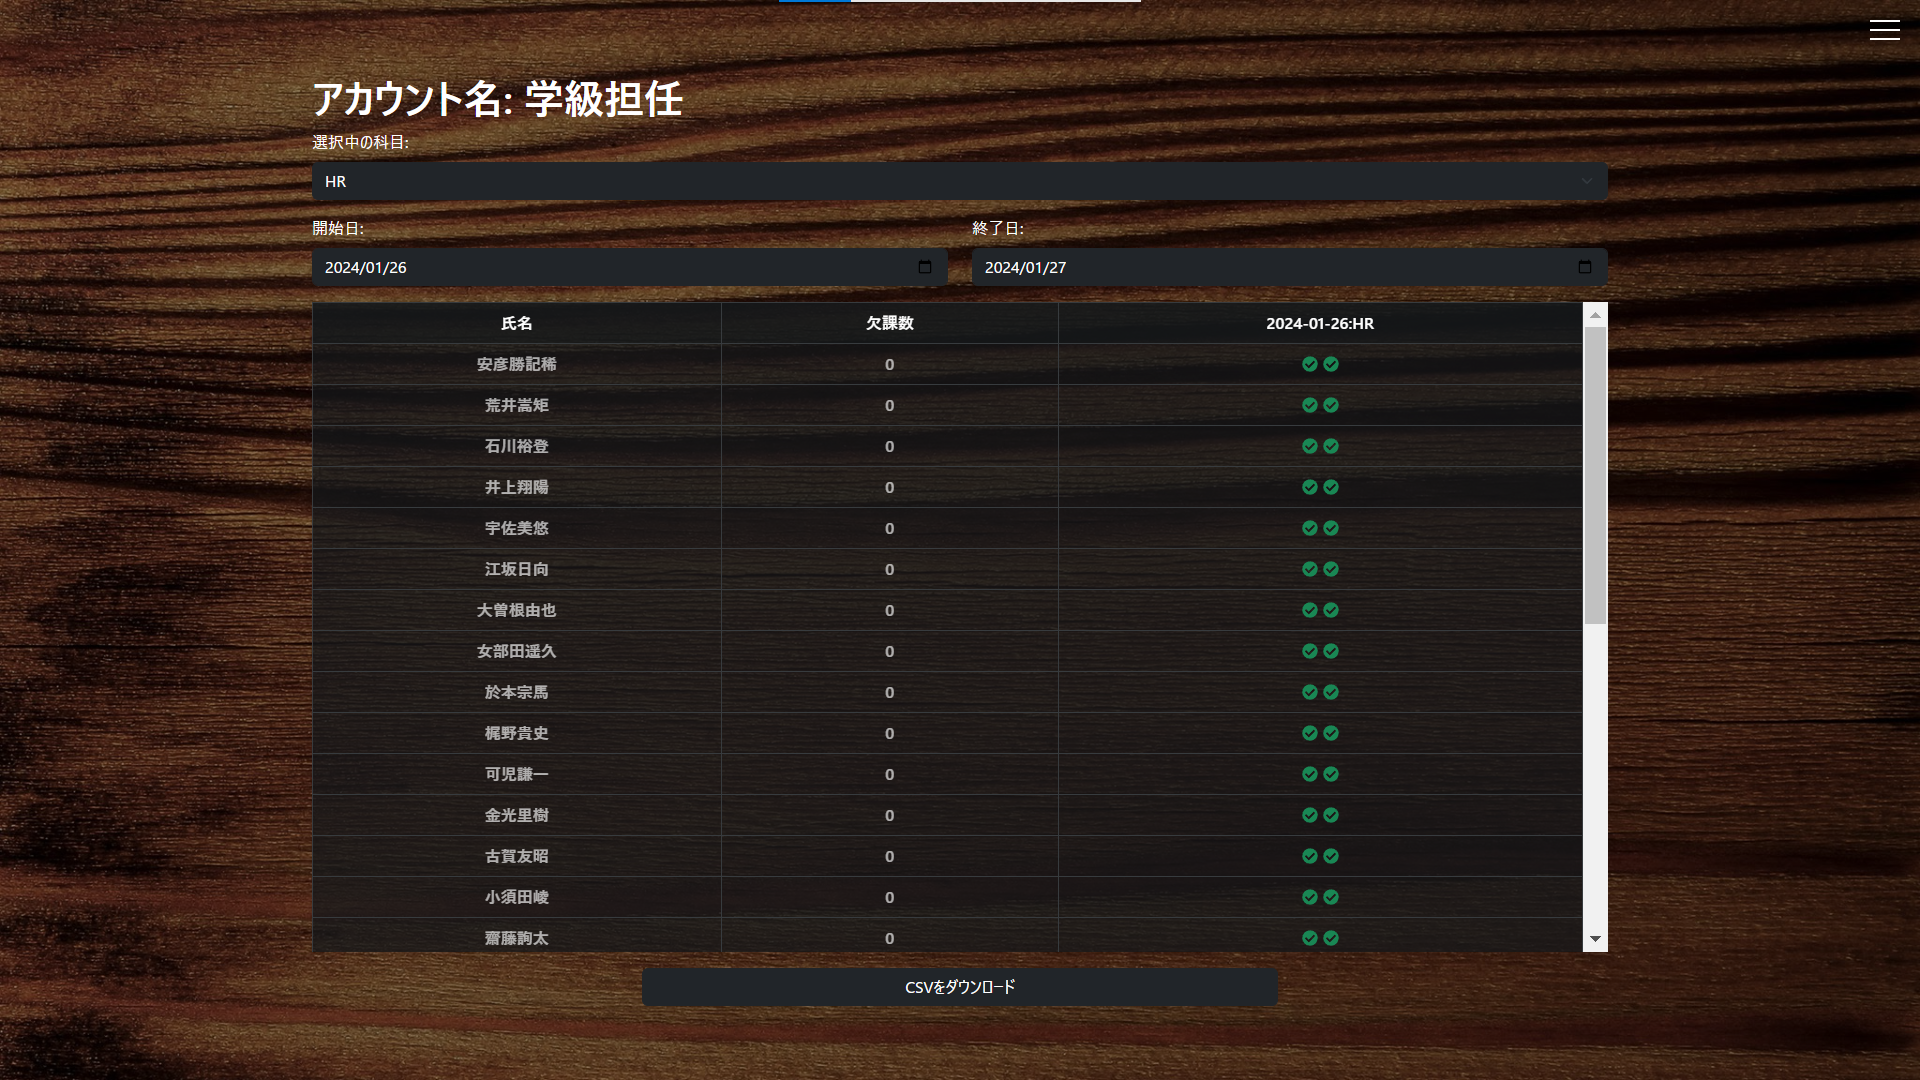 アカウント名: 学級担任
選択中の科目:
HR
開始日: 終了日:
2024/01/26 2024/01/27
氏名 欠課数 2024-01-26:HR
安彦勝記稀 0
荒井嵩矩 0
石川裕登 0
井上翔陽 0
宇佐美悠 0
江坂日向 0
大曽根由也 0
女部田遥久 0
於本宗馬 0
梶野貴史 0
可児謙一 0
金光里樹 0
古賀友昭 0
小須田崚 0
齋藤詢太 0
CSVをダウンロード